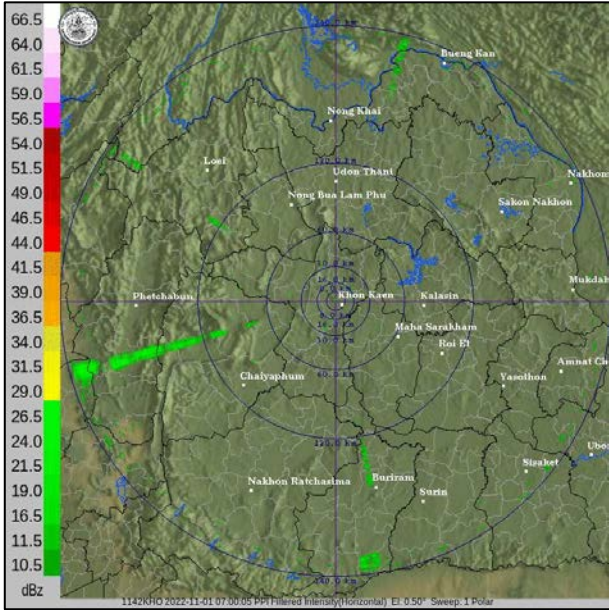 66.5
64.0
61.5
59.0
56.5
54.0
51.5
49.0
46.5
44.0
41.5
39.0
36.5
34.0
31.5
29.0
26.5
24.0
21.5
19.0
16.5
15.5
13.0
10.5
dBz
Bueng Kan
Nong Khai
Loei
Udon Thani
Nakhon
Nong Bua Lam Phu
Sakon Nakhon
Mukdah
Phetchabun
Khon Kaen
Kalasin
Maha Sarakham
Roi Et
Amnat Ch
Chaiyaphum
Yasothon
Ubo
Sisaket
Nakhon Ratchasima
Buriram
Surin
1142KHO 2022-11-01 07:00:05 PPI Filtered Intensity(Horizontal) El: 0.50° Sweep: 1 Polar